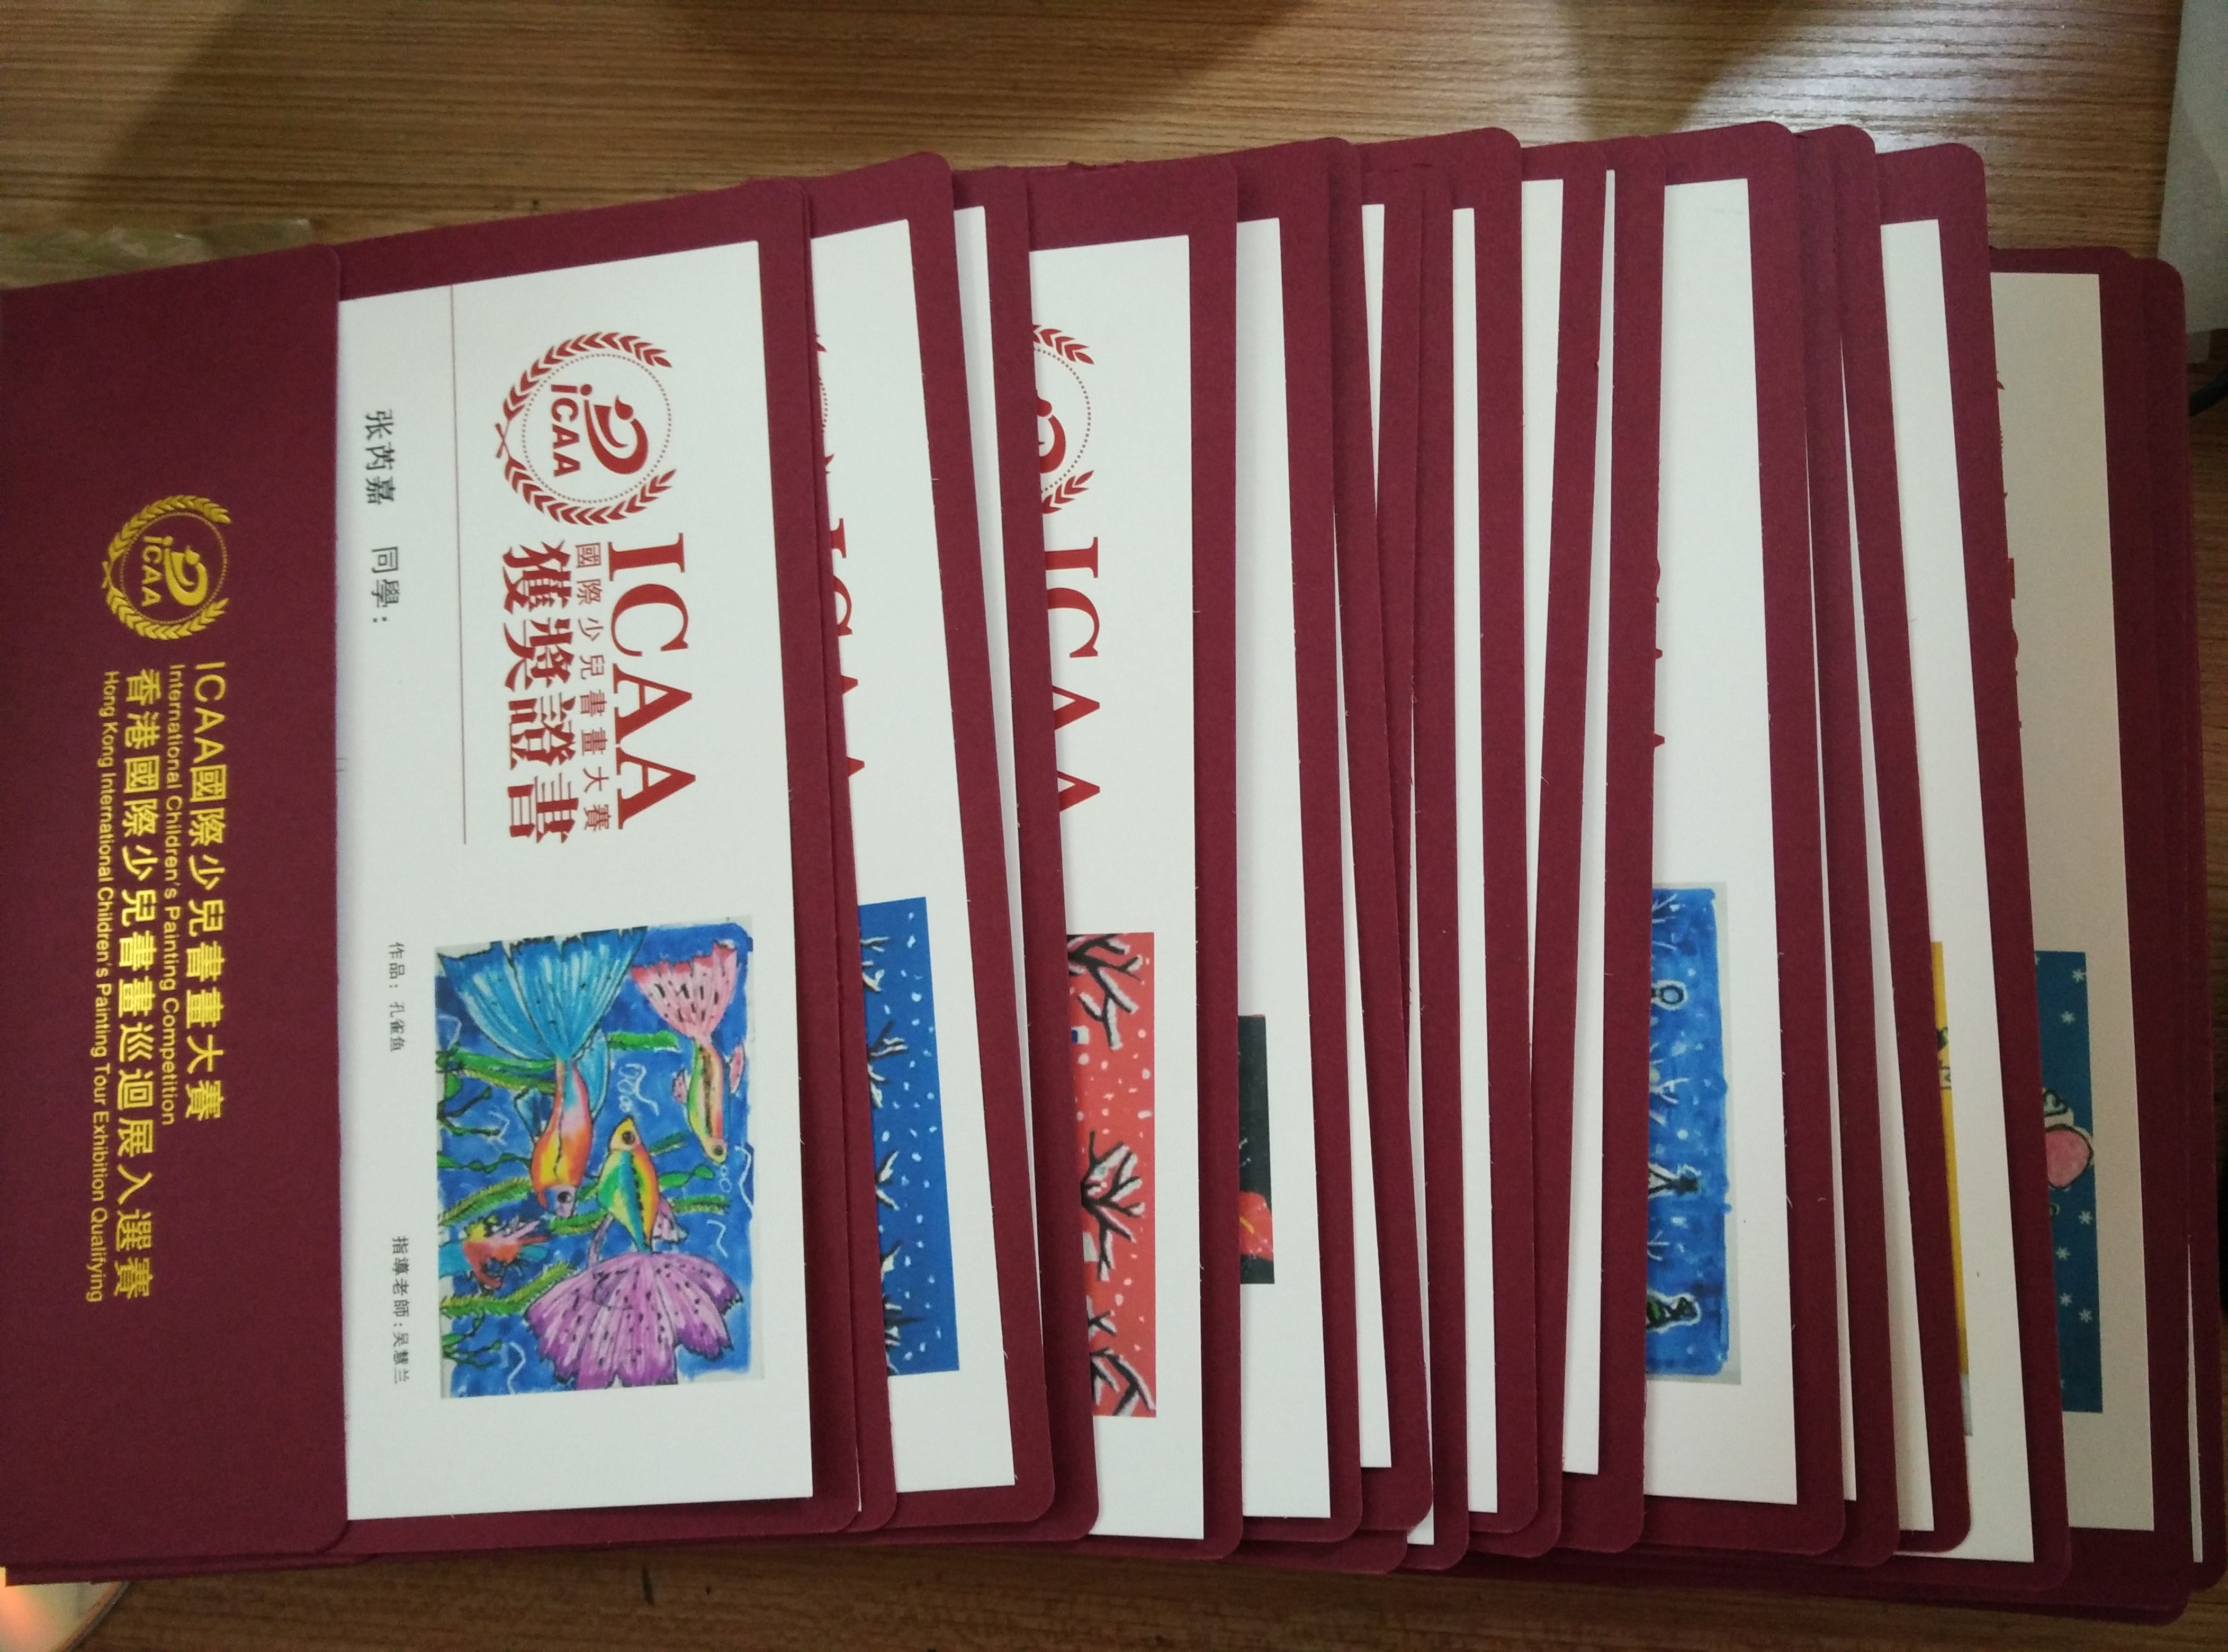 iCAA
ICAA國際少兒書畫大賽
International Children's Painting Competition
香港國際少兒書畫巡迴展入選賽
Hong Kong International Children's Painting Tour Exhibition Qualifying
iCAA
ICAA
國際少兒書畫大賽
獲獎證書
张芮嘉 同學：
作品：孔雀鱼
指導老師：吴慧兰
ICAA
ICAA